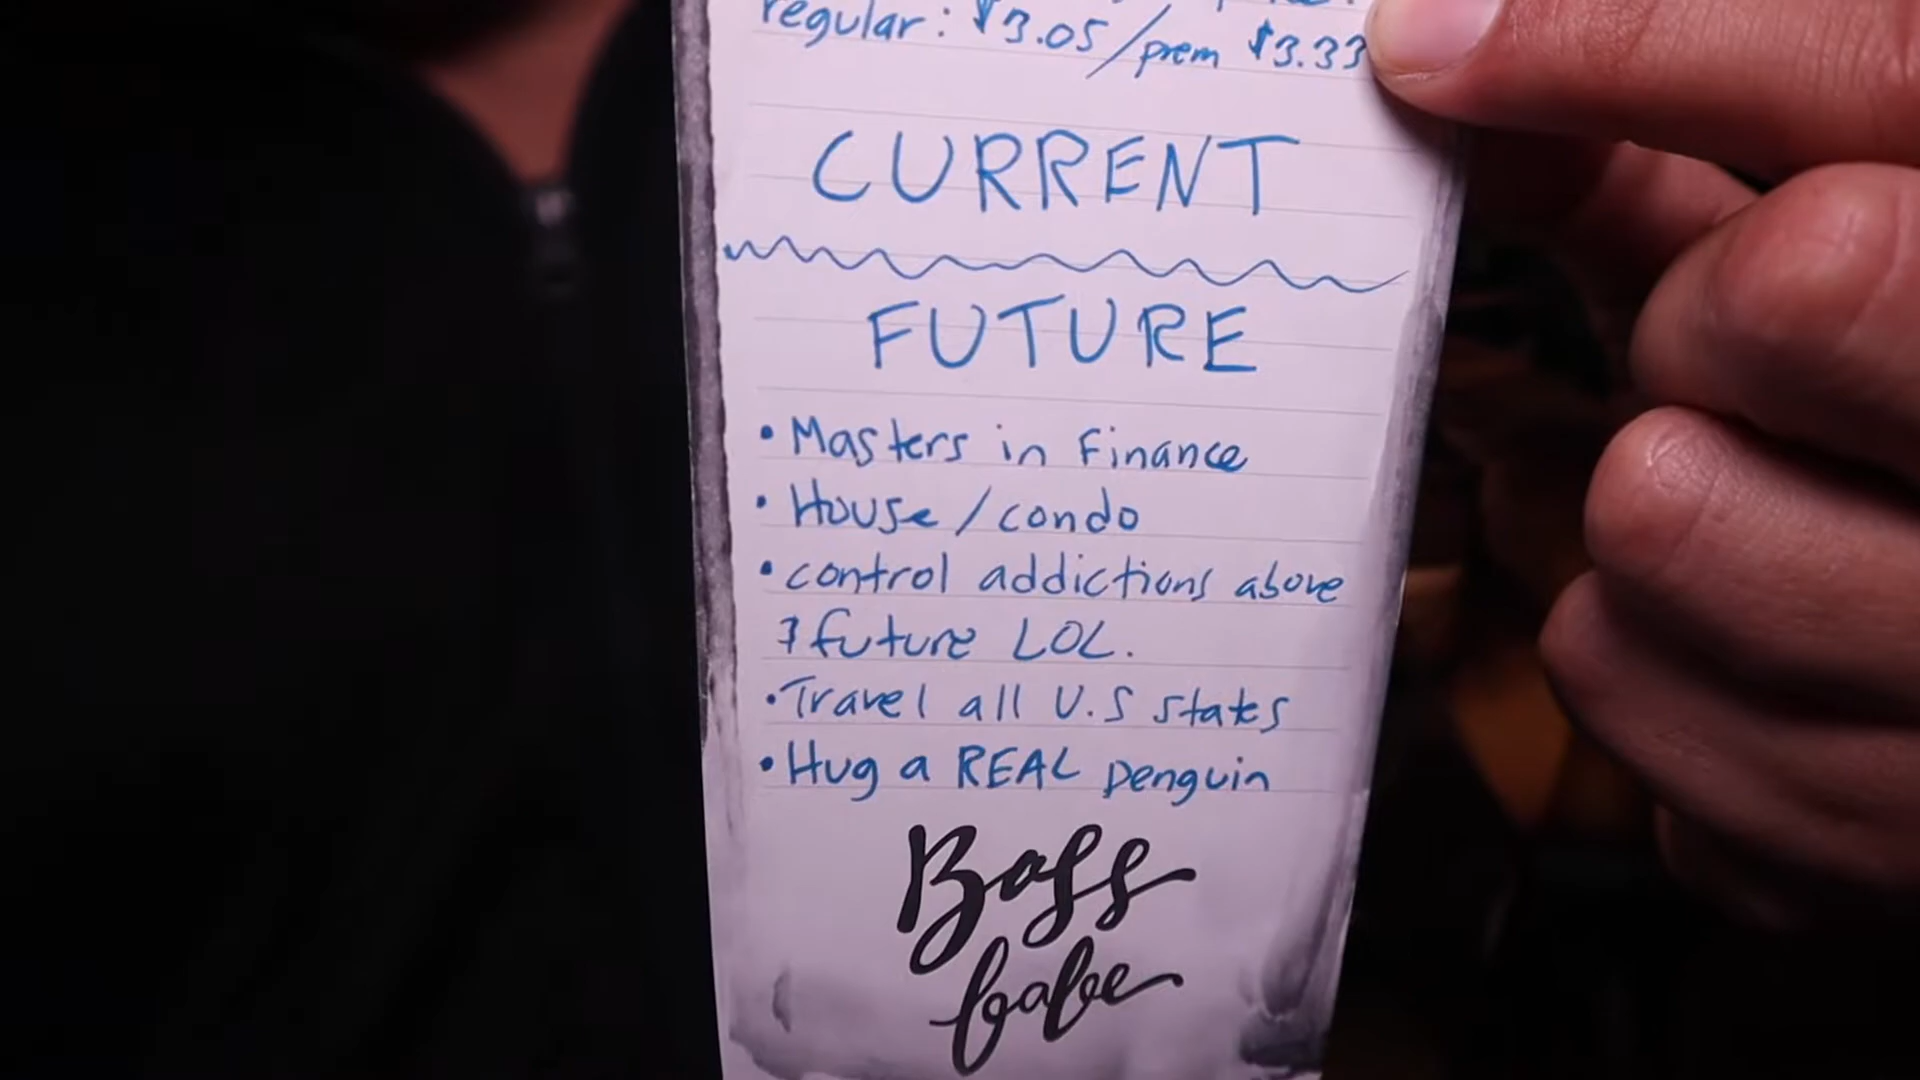 regular: $3.05/prem $3.33
CURRENT
FUTURE
• Masters in Finance
• House/condo
• control addictions above
& future LOL.
• Travel all U.S states
• Hug a REAL penguin
Boss
babe